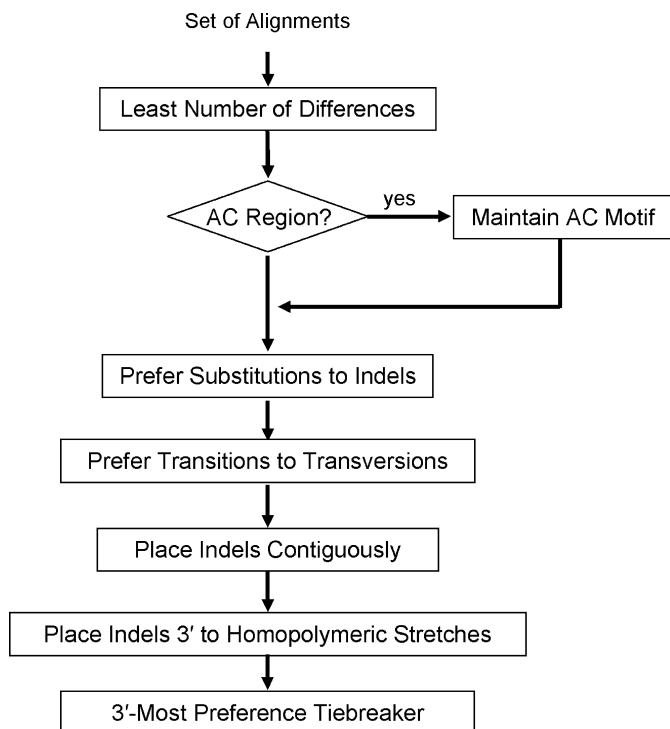 Set of Alignments
Least Number of Differences
AC Region?
yes
Maintain AC Motif
Prefer Substitutions to Indels
Prefer Transitions to Transversions
Place Indels Contiguously
Place Indels 3′ to Homopolymeric Stretches
3′-Most Preference Tiebreaker